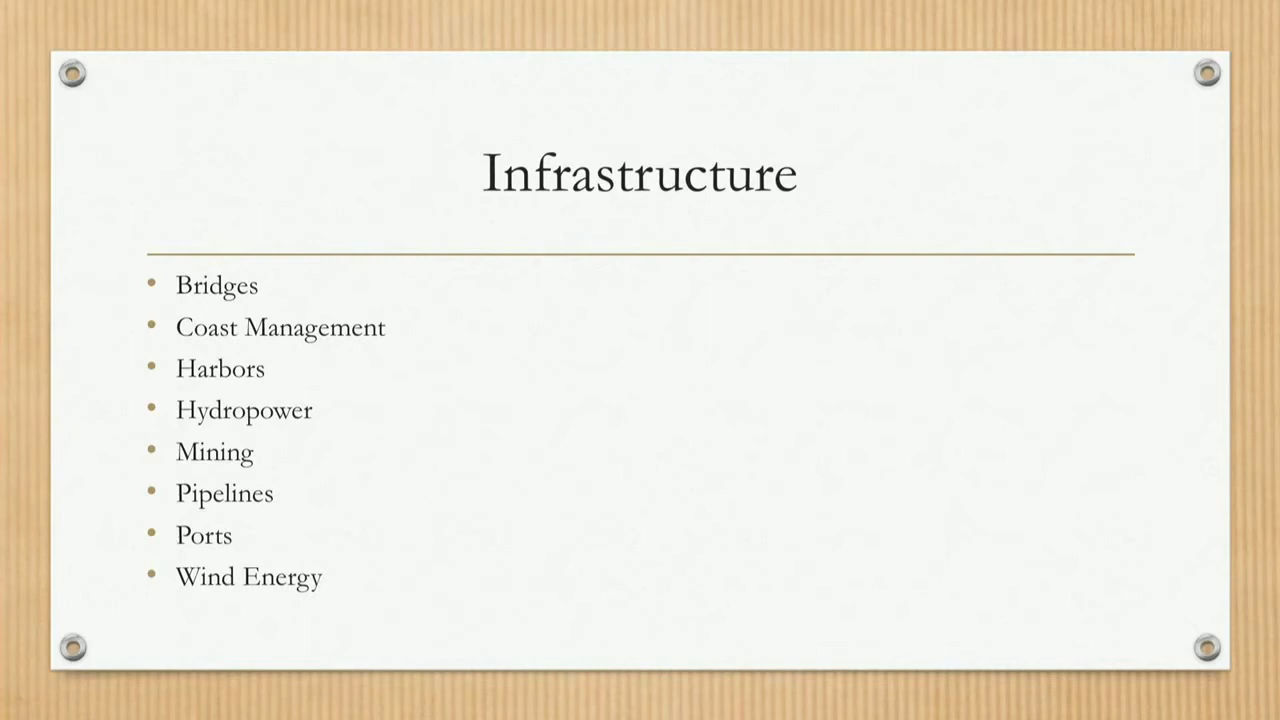 Infrastructure
• Bridges
• Coast Management
• Harbors
• Hydropower
• Mining
• Pipelines
• Ports
• Wind Energy